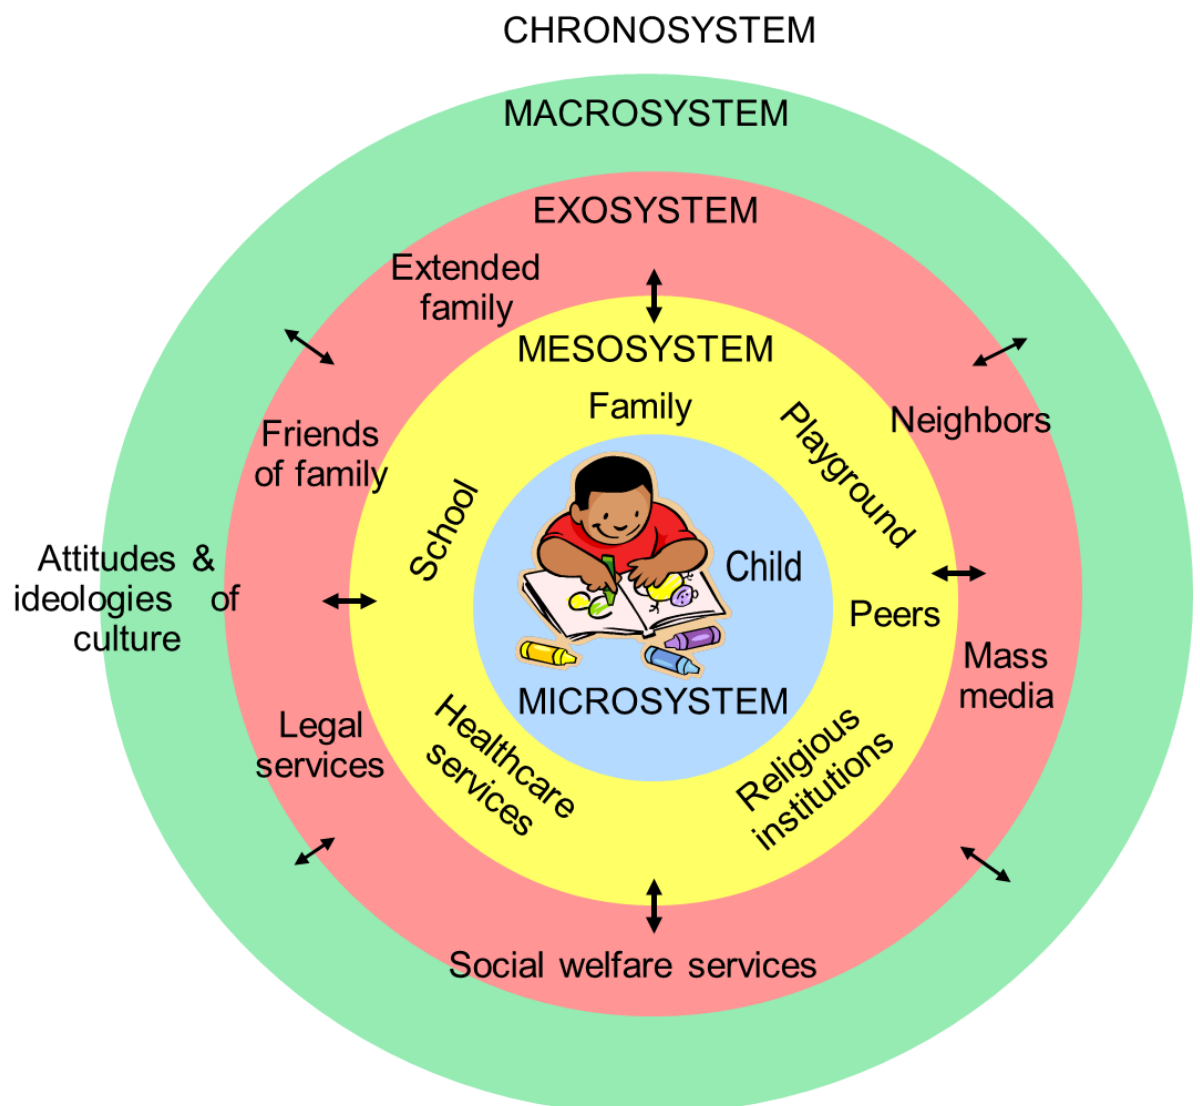 CHRONOSYSTEM
MACROSYSTEM
EXOSYSTEM
Extended
family
MESOSYSTEM
Family
Playground
Neighbors
Friends
of family
School
Child
Attitudes &
ideologies of
culture
Peers
Mass
media
MICROSYSTEM
Legal
services
Healthcare
services
Religious
institutions
Social welfare services